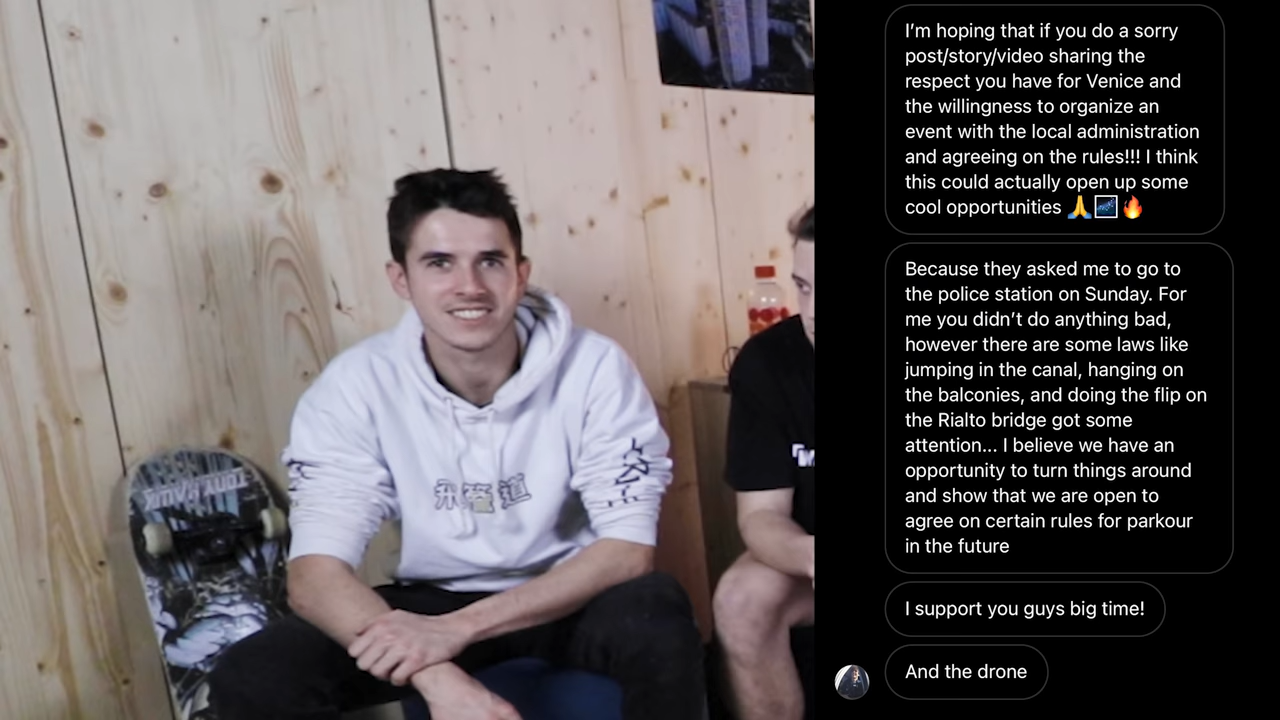 I'm hoping that if you do a sorry
post/story/video sharing the
respect you have for Venice and
the willingness to organize an
event with the local administration
and agreeing on the rules!!! I think
this could actually open up some
cool opportunities 🙏🌌🔥
Because they asked me to go to
the police station on Sunday. For
me you didn't do anything bad,
however there are some laws like
jumping in the canal, hanging on
the balconies, and doing the flip on
the Rialto bridge got some
attention... I believe we have an
opportunity to turn things around
and show that we are open to
agree on certain rules for parkour
in the future
I support you guys big time!
And the drone